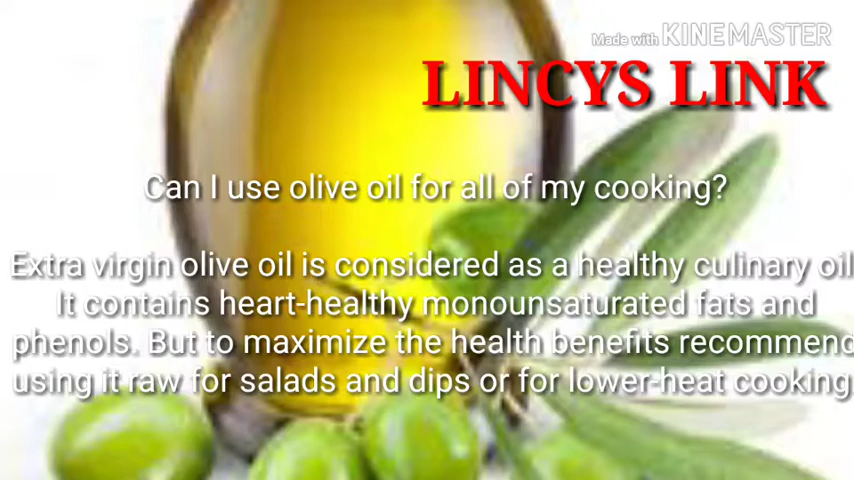 Made with KINEMASTER
LINCYS LINK
Can I use olive oil for all of my cooking?
Extra virgin olive oil is considered as a healthy culinary oil
It contains heart-healthy monounsaturated fats and
phenols. But to maximize the health benefits recommend
using it raw for salads and dips or for lower-heat cooking